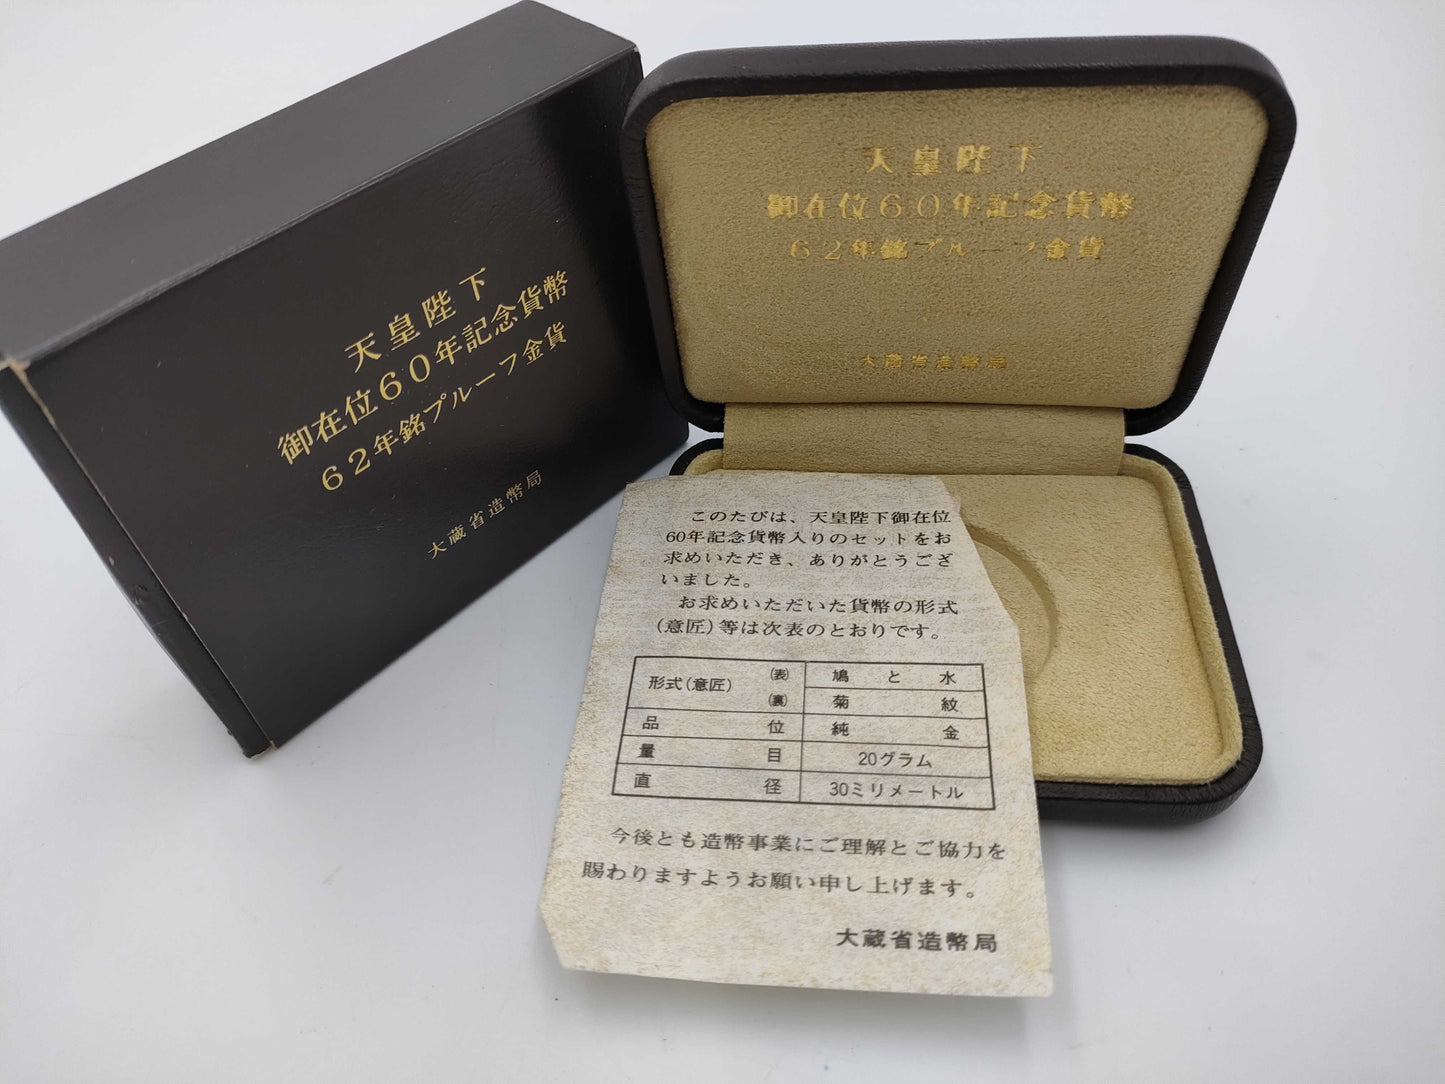 天皇陛下
御在位60年記念貨幣
62年銘プルーフ金貨
大蔵省造幣局
天皇陛下
御在位60年記念貨幣
62年銘プルーフ金貨
大蔵省造幣局
このたびは、天皇陛下御在位
60年記念貨幣入りのセットをお
求めいただき、ありがとうござ
いました。
お求めいただいた貨幣の形式
(意匠)等は次表のとおりです。
形式(意匠) ㈹ 鳩と水
㈻ 菊紋
品位 純金
量目 20グラム
直径 30ミリメートル
今後とも造幣事業にご理解とご協力を
賜わりますようお願い申し上げます。
大蔵省造幣局